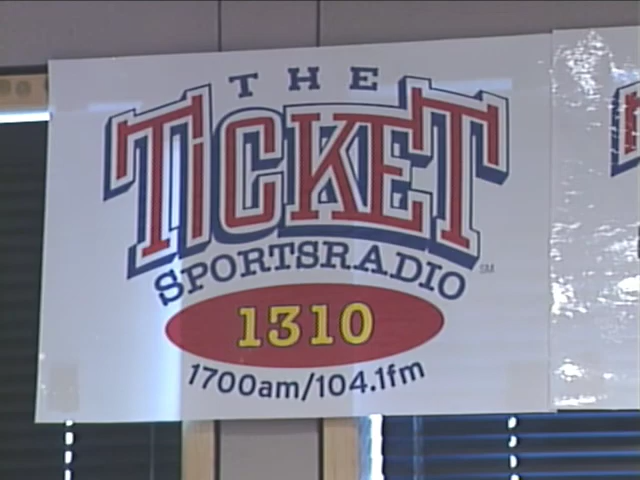 THE
TiCKET
SPORTSRADIO
SM
1310
1700am/104.1fm